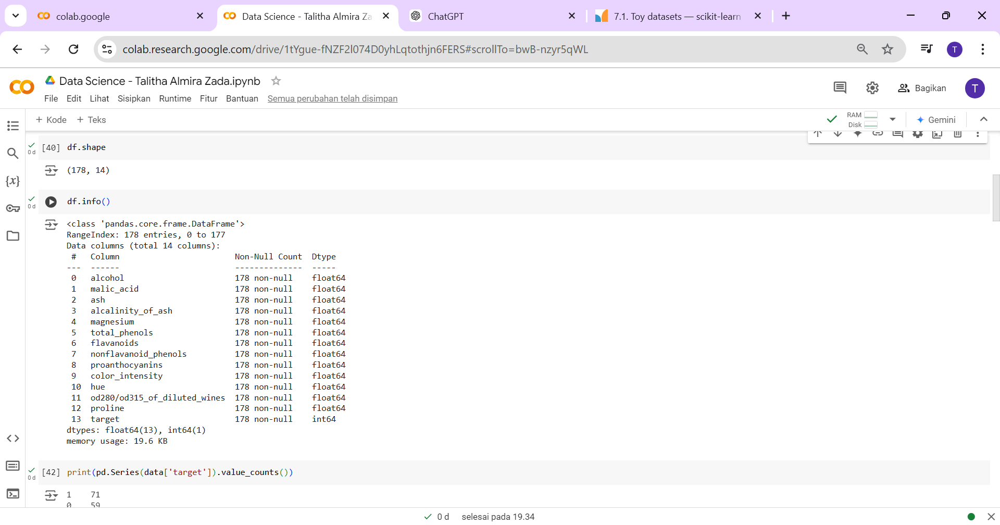 colab.google
Data Science - Talitha Almira Za
ChatGPT
7.1. Toy datasets — scikit-learn
colab.research.google.com/drive/1tYgue-fNZF2l074D0yhLqtothjn6FERS#scrollTo=bwB-nzyr5qWL
T
Data Science - Talitha Almira Zada.ipynb
File Edit Lihat Sisipkan Runtime Fitur Bantuan Semua perubahan telah disimpan
Bagikan
T
+ Kode + Teks
RAM
Disk
Gemini
0 d
[40] df.shape
(178, 14)
0 d
df.info()
<class 'pandas.core.frame.DataFrame'>
RangeIndex: 178 entries, 0 to 177
Data columns (total 14 columns):
# Column Non-Null Count Dtype
--- ------ -------------- -----
0 alcohol 178 non-null float64
1 malic_acid 178 non-null float64
2 ash 178 non-null float64
3 alcalinity_of_ash 178 non-null float64
4 magnesium 178 non-null float64
5 total_phenols 178 non-null float64
6 flavanoids 178 non-null float64
7 nonflavanoid_phenols 178 non-null float64
8 proanthocyanins 178 non-null float64
9 color_intensity 178 non-null float64
10 hue 178 non-null float64
11 od280/od315_of_diluted_wines 178 non-null float64
12 proline 178 non-null float64
13 target 178 non-null int64
dtypes: float64(13), int64(1)
memory usage: 19.6 KB
0 d
[42] print(pd.Series(data['target']).value_counts())
1 71
0 59
0 d selesai pada 19.34